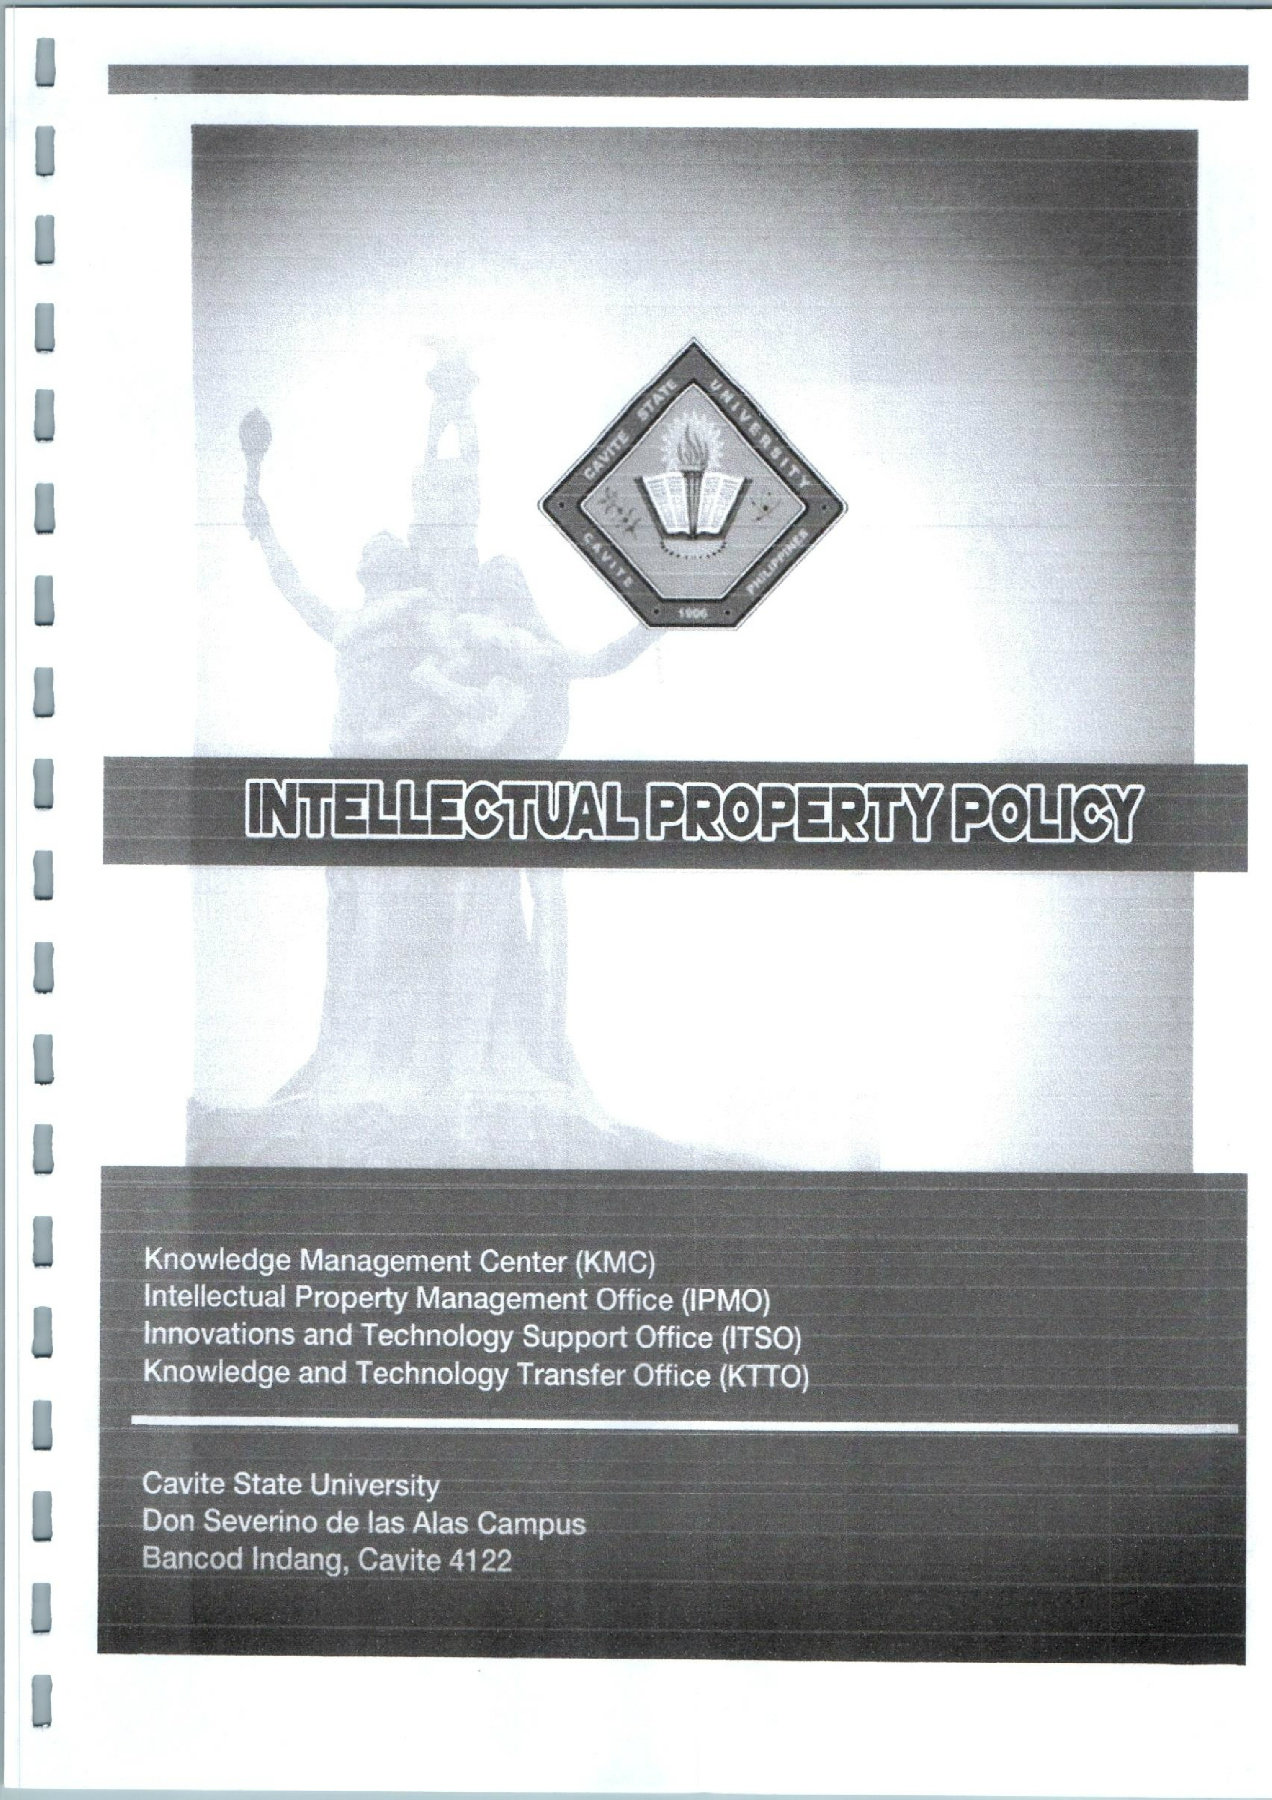 CAVITE STATE UNIVERSITY
CAVITE
PHILIPPINES
1906
INTELLECTUAL PROPERTY POLICY
Knowledge Management Center (KMC)
Intellectual Property Management Office (IPMO)
Innovations and Technology Support Office (ITSO)
Knowledge and Technology Transfer Office (KTTO)
Cavite State University
Don Severino de las Alas Campus
Bancod Indang, Cavite 4122